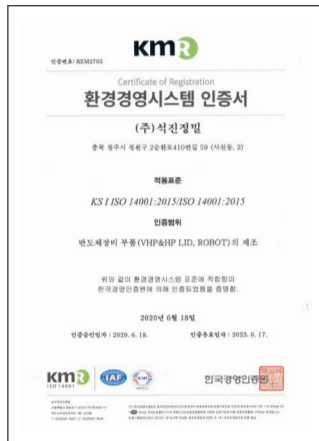 KMR
인증번호: REM2705
Certificate of Registration
환경경영시스템 인증서
(주)석진정밀
충북 청주시 청원구 2순환로410번길 59 (사천동, 2)
적용표준
KS I ISO 14001:2015/ISO 14001:2015
인증범위
반도체장비 부품(VHP&HP LID, ROBOT)의 제조
위와 같이 환경경영시스템 표준에 적합함이
한국경영인증원에 의해 인증되었음을 증명함.
2020년 6월 18일
인증승인일자 : 2020. 6. 18.
인증유효일자 : 2023. 6. 17.
KMR
ISO 14001
IAF
한국경영인증원